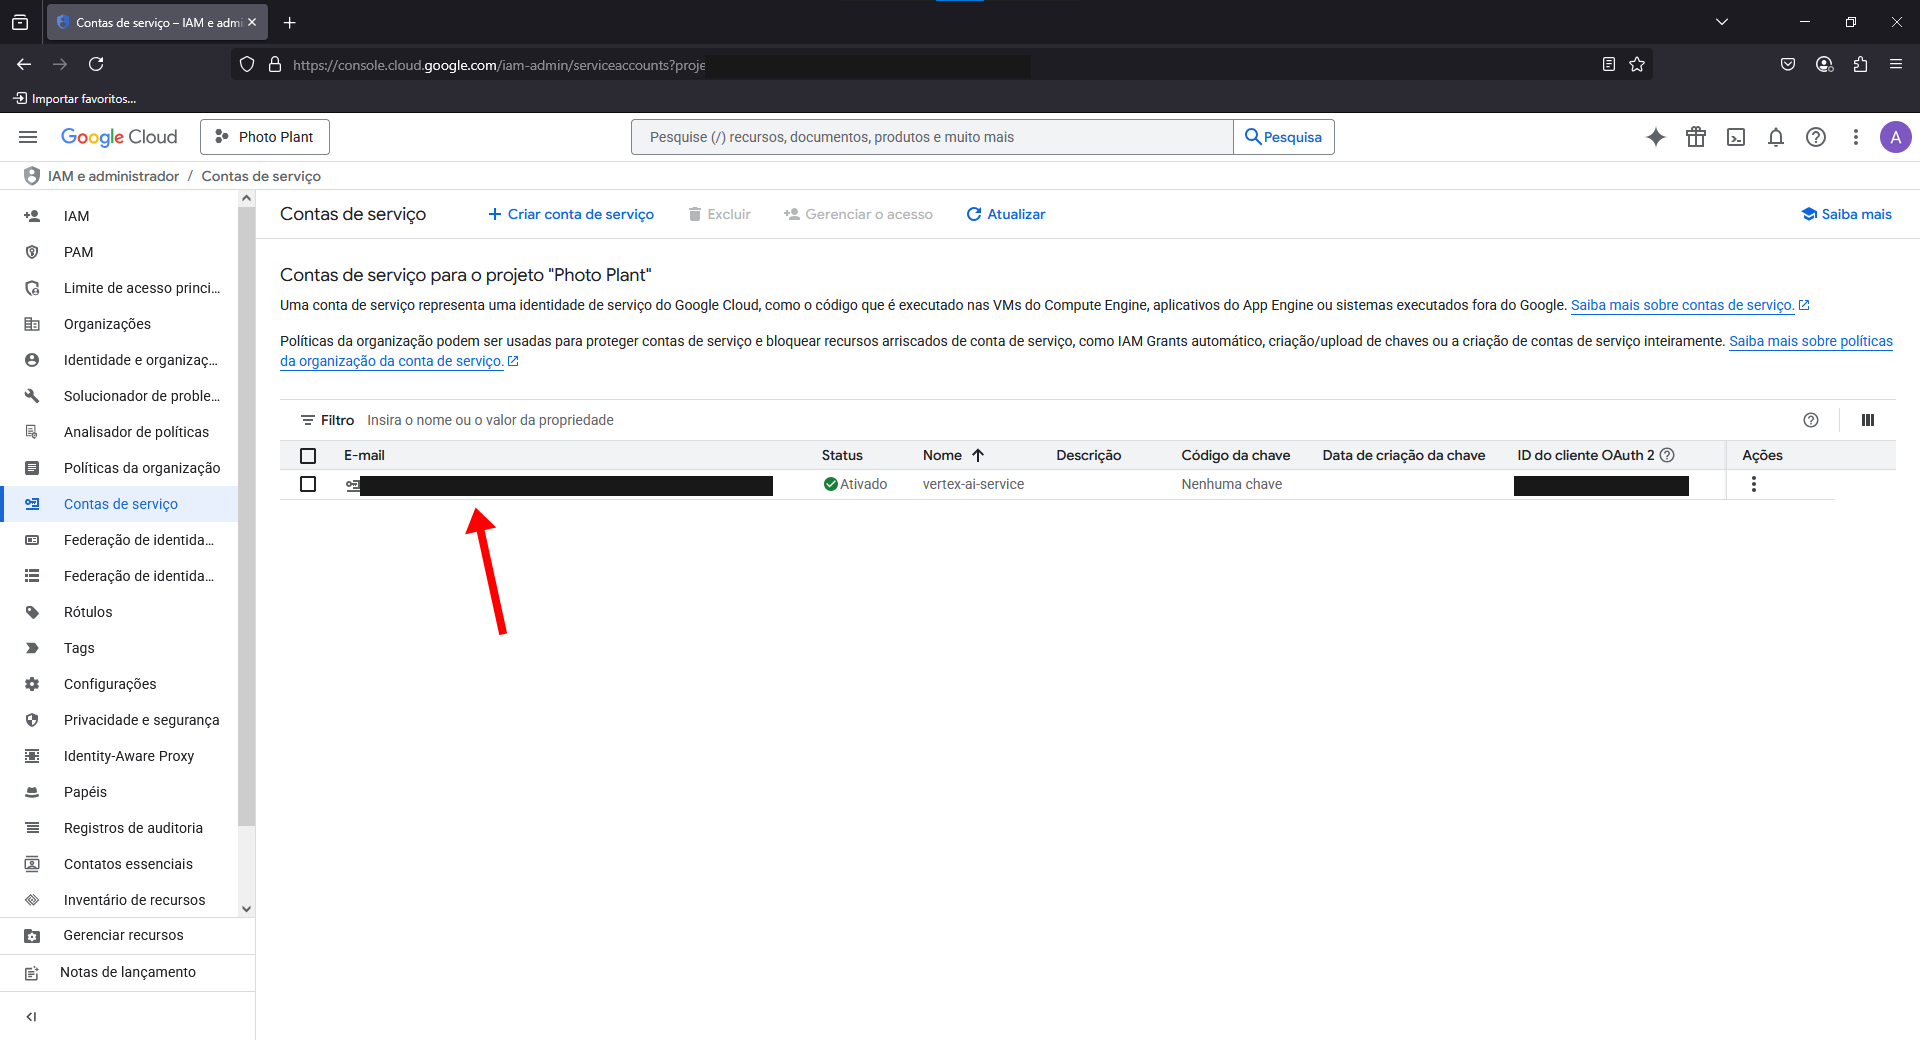 Contas de serviço – IAM e admi
https://console.cloud.google.com/iam-admin/serviceaccounts?proje
Importar favoritos...
Google Cloud
Photo Plant
Pesquise (/) recursos, documentos, produtos e muito mais
Pesquisa
A
IAM e administrador / Contas de serviço
IAM
PAM
Limite de acesso princi...
Organizações
Identidade e organizaç...
Solucionador de proble...
Analisador de políticas
Políticas da organização
Contas de serviço
Federação de identida...
Federação de identida...
Rótulos
Tags
Configurações
Privacidade e segurança
Identity-Aware Proxy
Papéis
Registros de auditoria
Contatos essenciais
Inventário de recursos
Gerenciar recursos
Notas de lançamento
Contas de serviço
Criar conta de serviço
Excluir
Gerenciar o acesso
Atualizar
Saiba mais
Contas de serviço para o projeto "Photo Plant"
Uma conta de serviço representa uma identidade de serviço do Google Cloud, como o código que é executado nas VMs do Compute Engine, aplicativos do App Engine ou sistemas executados fora do Google. Saiba mais sobre contas de serviço.
Políticas da organização podem ser usadas para proteger contas de serviço e bloquear recursos arriscados de conta de serviço, como IAM Grants automático, criação/upload de chaves ou a criação de contas de serviço inteiramente. Saiba mais sobre políticas
da organização da conta de serviço.
Filtro Insira o nome ou o valor da propriedade
E-mail Status Nome Descrição Código da chave Data de criação da chave ID do cliente OAuth 2 Ações
Ativado vertex-ai-service Nenhuma chave